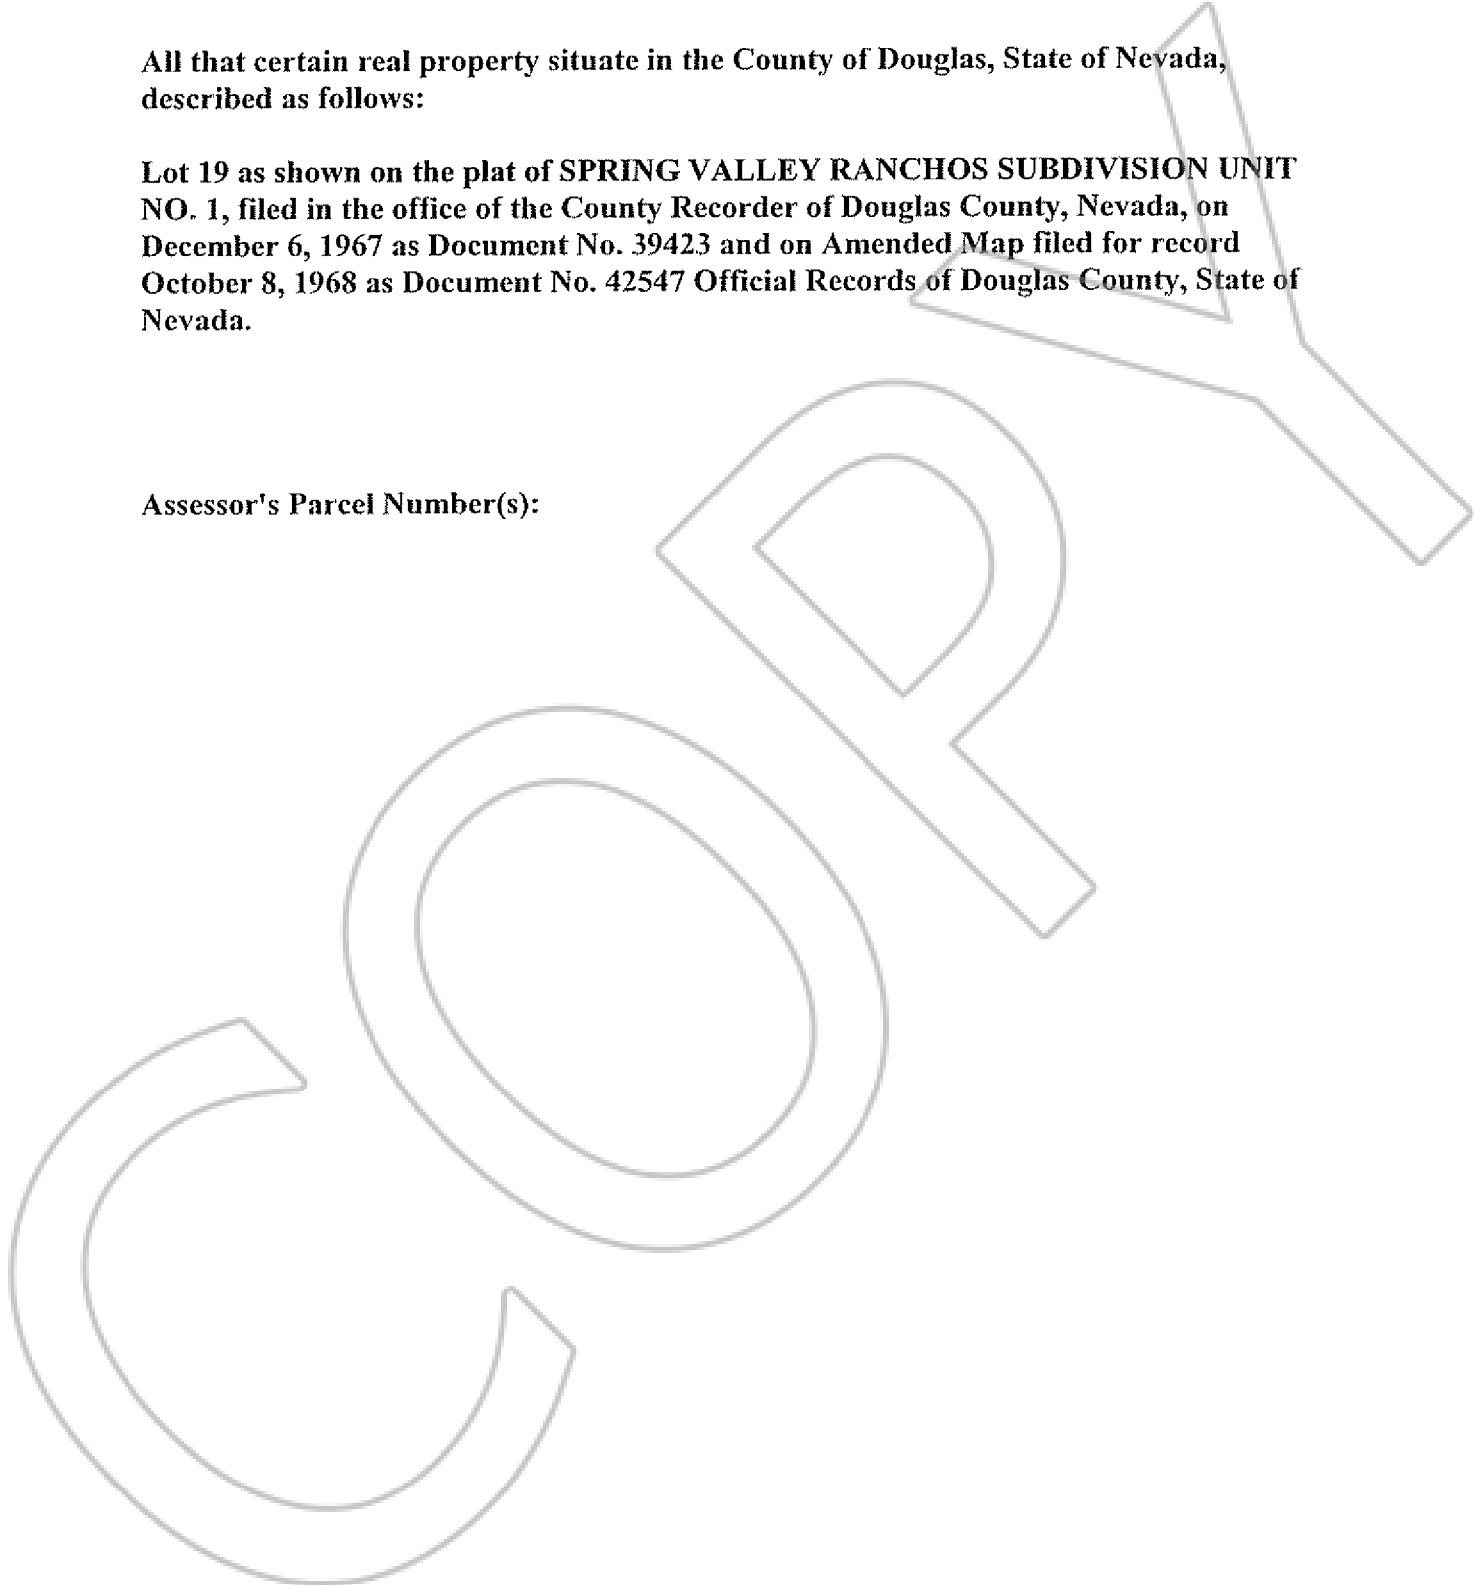 All that certain real property situate in the County of Douglas, State of Nevada,
described as follows:
Lot 19 as shown on the plat of SPRING VALLEY RANCHOS SUBDIVISION UNIT
NO. 1, filed in the office of the County Recorder of Douglas County, Nevada, on
December 6, 1967 as Document No. 39423 and on Amended Map filed for record
October 8, 1968 as Document No. 42547 Official Records of Douglas County, State of
Nevada.
Assessor's Parcel Number(s):
COPY